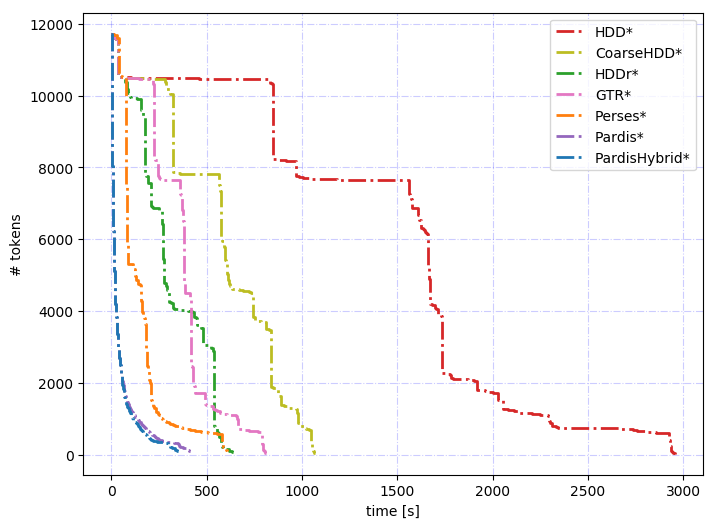 12000
10000
8000
6000
4000
2000
0
# tokens
0 500 1000 1500 2000 2500 3000
time [s]
HDD*
CoarseHDD*
HDDr*
GTR*
Perses*
Pardis*
PardisHybrid*